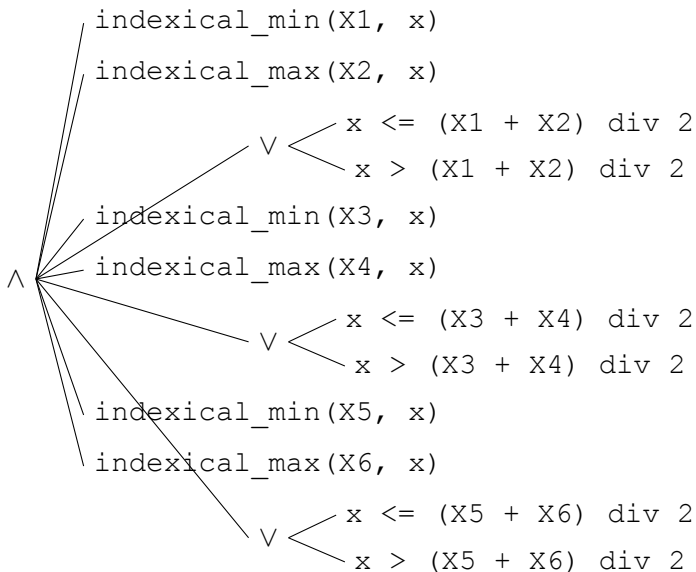 indexical_min(X1, x)
indexical_max(X2, x)
x <= (X1 + X2) div 2
∨
x > (X1 + X2) div 2
indexical_min(X3, x)
indexical_max(X4, x)
∧
x <= (X3 + X4) div 2
∨
x > (X3 + X4) div 2
indexical_min(X5, x)
indexical_max(X6, x)
x <= (X5 + X6) div 2
∨
x > (X5 + X6) div 2